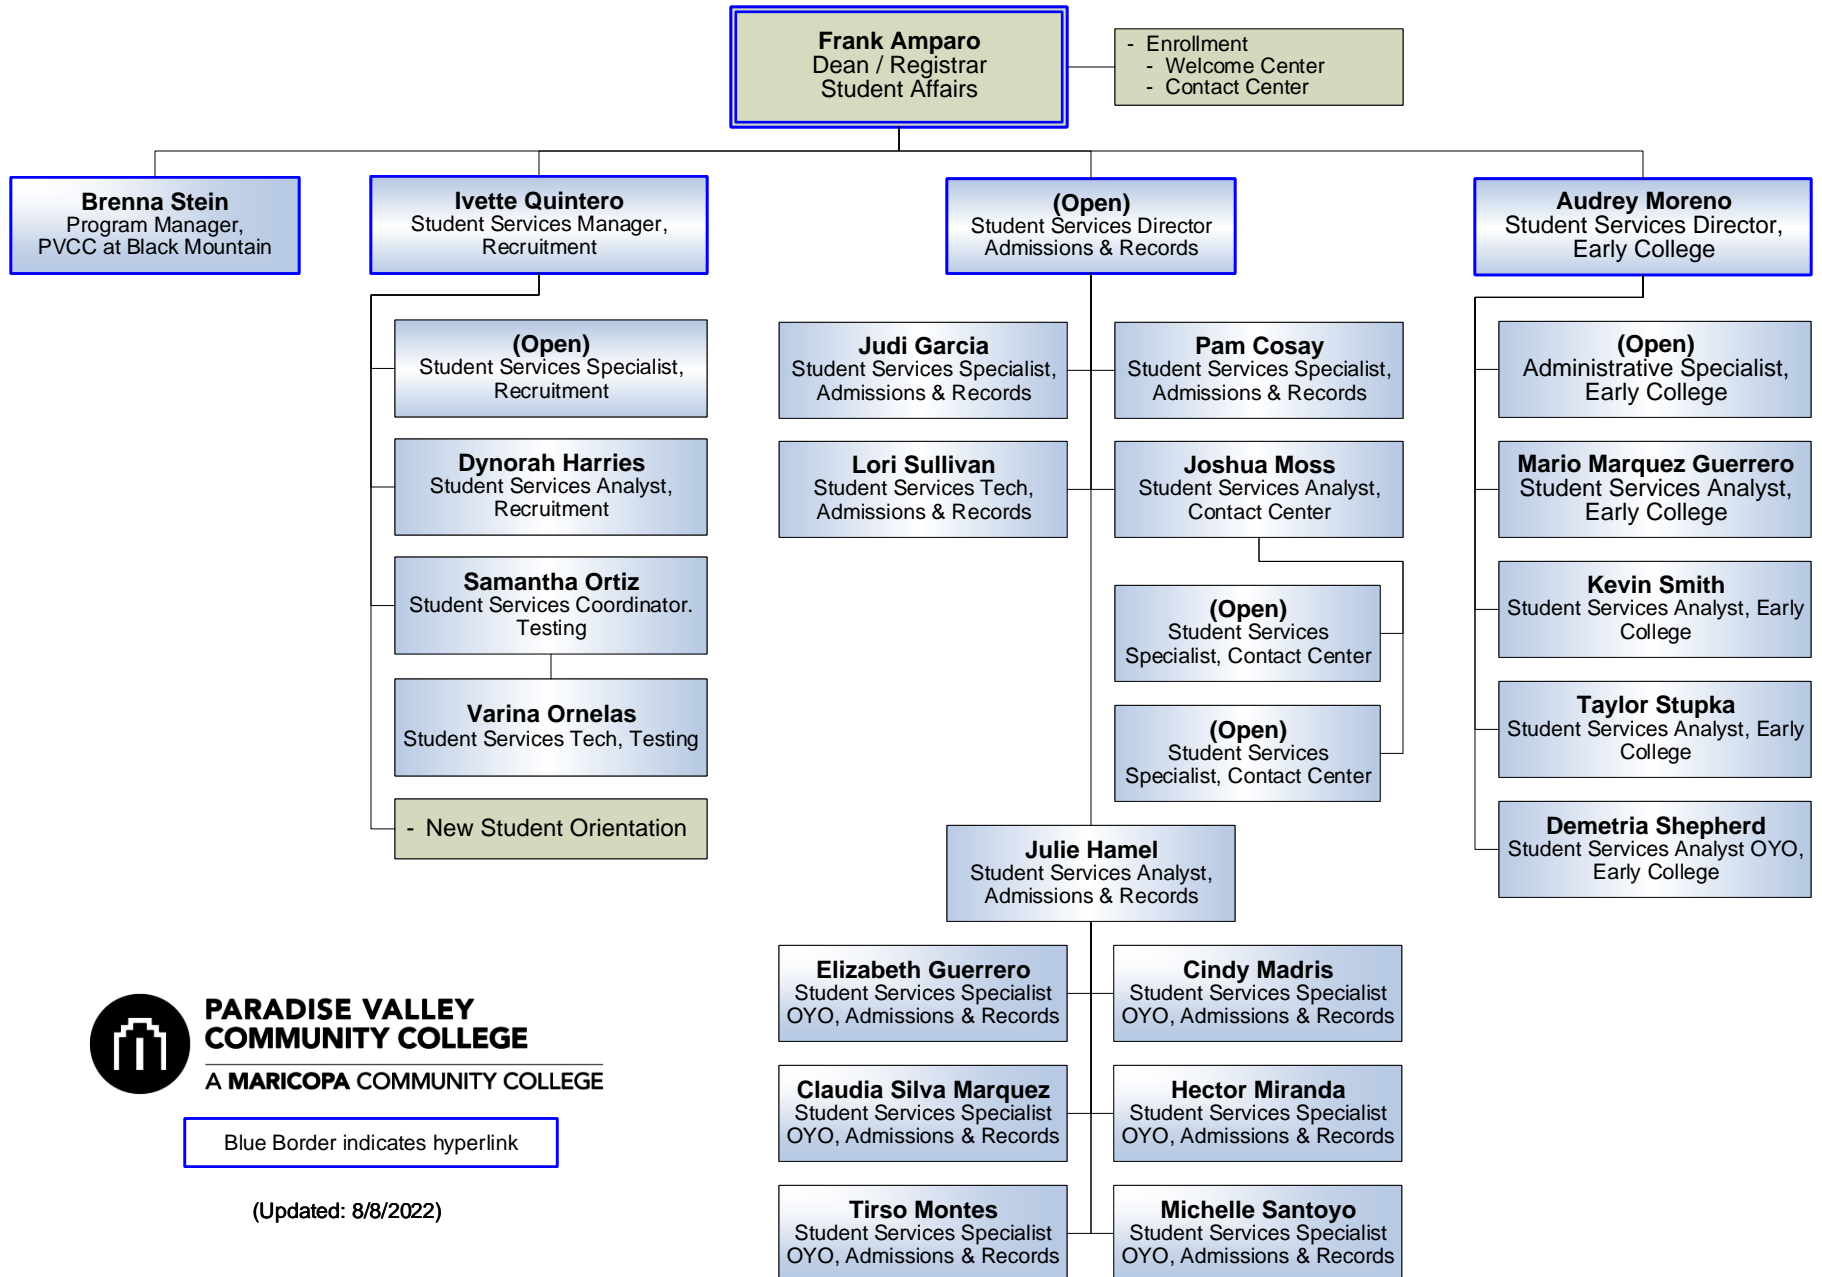 Frank Amparo
Dean / Registrar
Student Affairs
- Enrollment
- Welcome Center
- Contact Center
Brenna Stein
Program Manager,
PVCC at Black Mountain
Ivette Quintero
Student Services Manager,
Recruitment
(Open)
Student Services Director
Admissions & Records
Audrey Moreno
Student Services Director,
Early College
(Open)
Student Services Specialist,
Recruitment
Dynorah Harries
Student Services Analyst,
Recruitment
Samantha Ortiz
Student Services Coordinator.
Testing
Varina Ornelas
Student Services Tech, Testing
- New Student Orientation
Judi Garcia
Student Services Specialist,
Admissions & Records
Pam Cosay
Student Services Specialist,
Admissions & Records
Lori Sullivan
Student Services Tech,
Admissions & Records
Joshua Moss
Student Services Analyst,
Contact Center
(Open)
Student Services
Specialist, Contact Center
(Open)
Student Services
Specialist, Contact Center
Julie Hamel
Student Services Analyst,
Admissions & Records
Elizabeth Guerrero
Student Services Specialist
OYO, Admissions & Records
Cindy Madris
Student Services Specialist
OYO, Admissions & Records
Claudia Silva Marquez
Student Services Specialist
OYO, Admissions & Records
Hector Miranda
Student Services Specialist
OYO, Admissions & Records
Tirso Montes
Student Services Specialist
OYO, Admissions & Records
Michelle Santoyo
Student Services Specialist
OYO, Admissions & Records
(Open)
Administrative Specialist,
Early College
Mario Marquez Guerrero
Student Services Analyst,
Early College
Kevin Smith
Student Services Analyst, Early
College
Taylor Stupka
Student Services Analyst, Early
College
Demetria Shepherd
Student Services Analyst OYO,
Early College
PARADISE VALLEY
COMMUNITY COLLEGE
A MARICOPA COMMUNITY COLLEGE
Blue Border indicates hyperlink
(Updated: 8/8/2022)